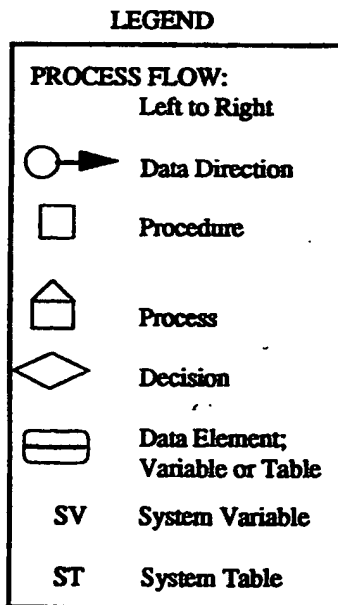 LEGEND
PROCESS FLOW:
Left to Right
Data Direction
Procedure
Process
Decision
Data Element;
Variable or Table
SV System Variable
ST System Table